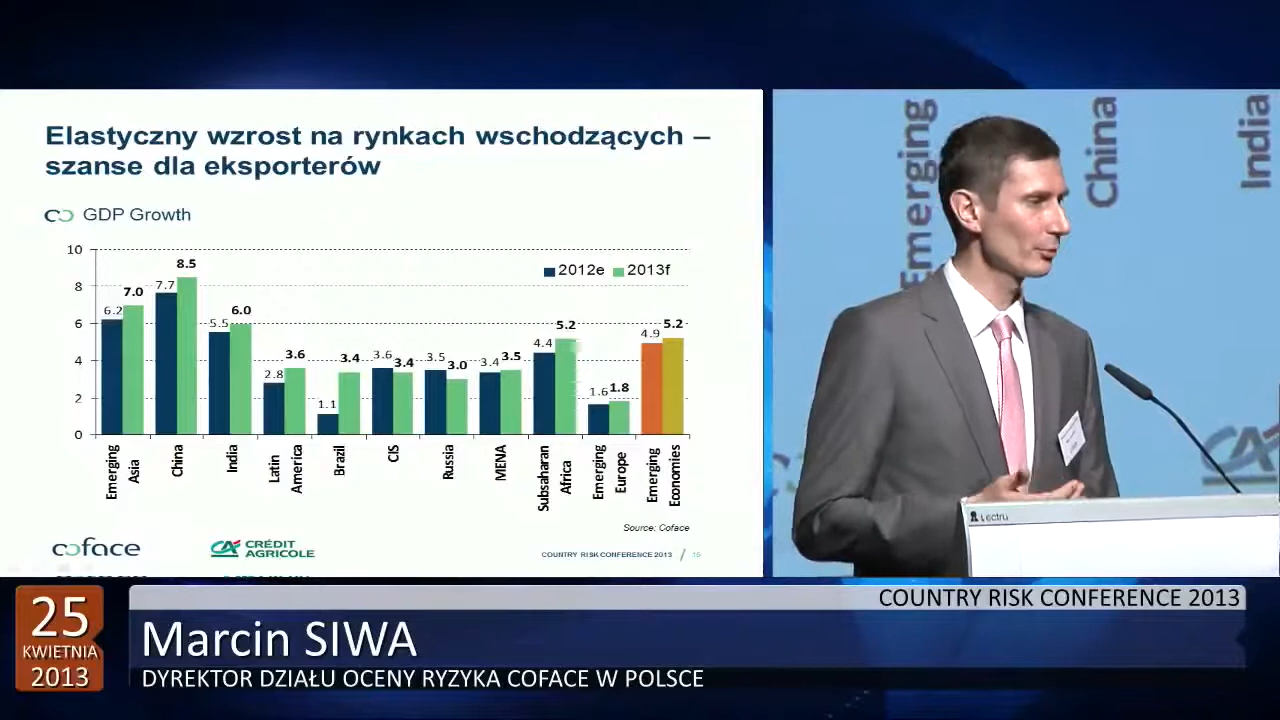 Elastyczny wzrost na rynkach wschodzących –
szanse dla eksporterów
GDP Growth
10
8
6
4
2
0
2012e
2013f
6.2
7.0
7.7
8.5
5.5
6.0
2.8
3.6
1.1
3.4
3.6
3.4
3.5
3.0
3.4
3.5
4.4
5.2
1.6
1.8
4.9
5.2
Emerging
Asia
China
India
Latin
America
Brazil
CIS
Russia
MENA
Subsaharan
Africa
Emerging
Europe
Emerging
Economies
Source: Coface
coface
CRÉDIT
AGRICOLE
COUNTRY RISK CONFERENCE 2013 / 15
Emerging
China
India
CA
Lectru
25
KWIETNIA
2013
COUNTRY RISK CONFERENCE 2013
Marcin SIWA
DYREKTOR DZIAŁU OCENY RYZYKA COFACE W POLSCE